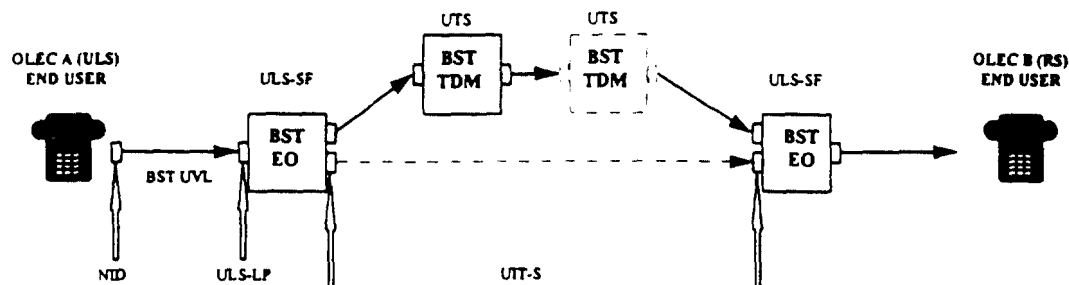 UTS
UTS
OLEC A (ULS)
END USER
ULS-SF
BST
TDM
BST
TDM
ULS-SF
OLEC B (RS)
END USER
BST
EO
BST
EO
BST UVL
NID
ULS-LP
UTT-S